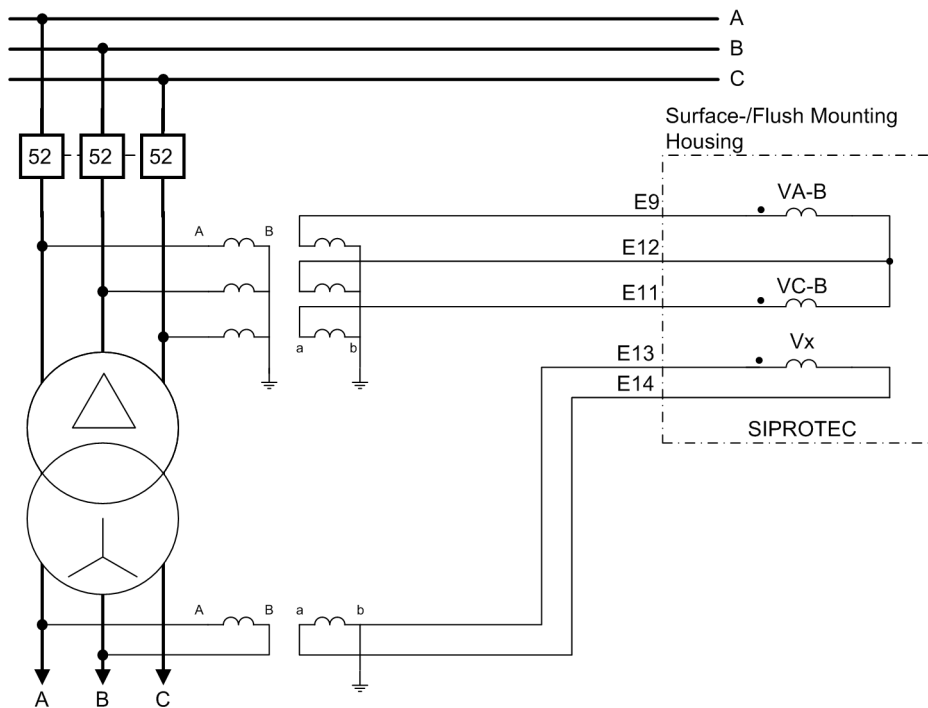 A
B
C
Surface-/Flush Mounting
Housing
52 52 52
E9 VA-B
A B
E12
E11 VC-B
a b
E13 Vx
E14
SIPROTEC
A B a b
A B C